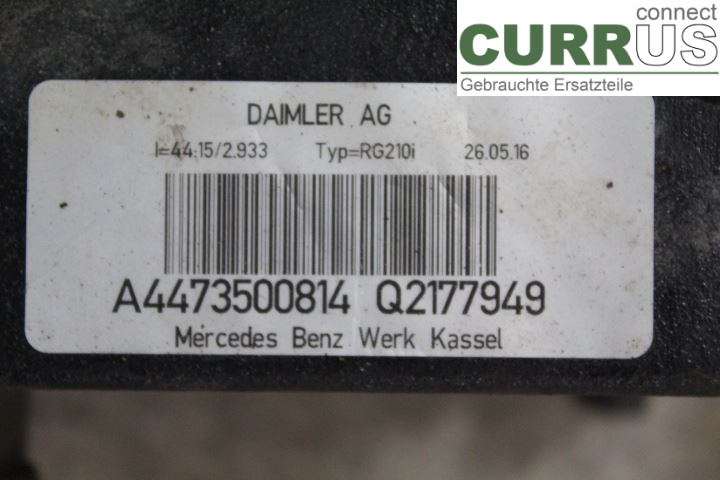 connect
CURRUS
Gebrauchte Ersatzteile
DAIMLER AG
i=44:15/2.933 Typ=RG210i 26.05.16
A4473500814 Q2177949
Mercedes Benz Werk Kassel